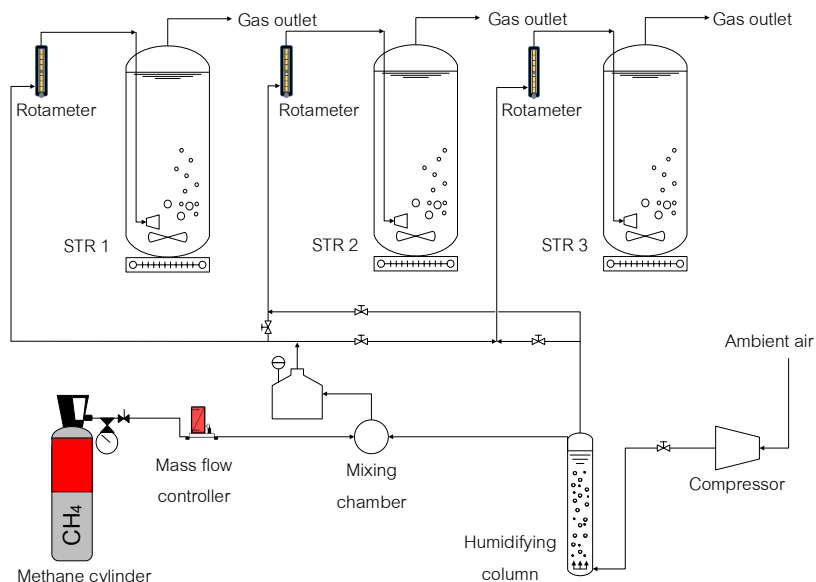 Gas outlet
Gas outlet
Gas outlet
Rotameter
Rotameter
Rotameter
STR 1
STR 2
STR 3
Ambient air
Mass flow
controller
Mixing
chamber
Compressor
CH₄
Humidifying
column
Methane cylinder